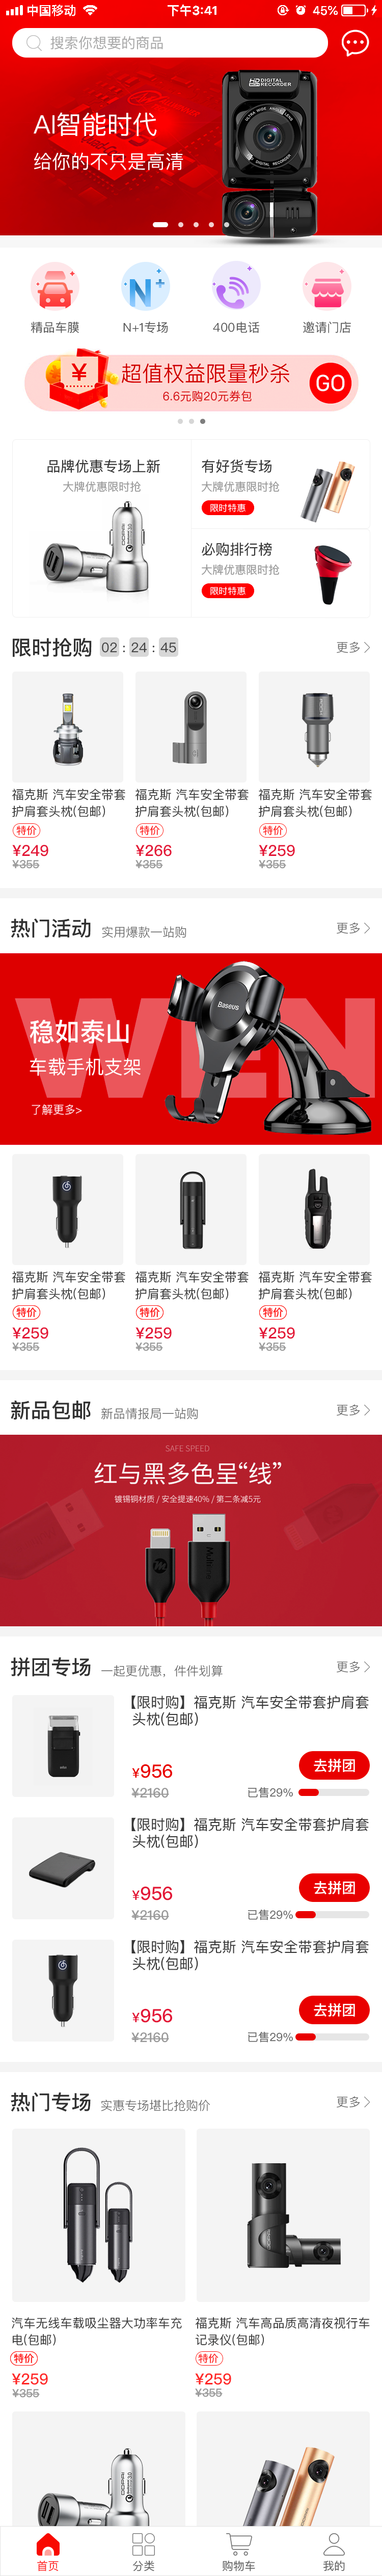 中国移动 下午3:41 45%
搜索你想要的商品
DIGITAL
HD RECORDER
ULTRA WIDE ANGLE LENS
DIGITAL RECORDER
AI智能时代
给你的不只是高清
精品车膜 N+1专场 400电话 邀请门店
¥ 超值权益限量秒杀
6.6元购20元券包
GO
品牌优惠专场上新
大牌优惠限时抢
有好货专场
大牌优惠限时抢
限时特惠
必购排行榜
大牌优惠限时抢
限时特惠
限时抢购 02 : 24 : 45 更多
福克斯 汽车安全带套 福克斯 汽车安全带套 福克斯 汽车安全带套
护肩套头枕(包邮) 护肩套头枕(包邮) 护肩套头枕(包邮)
特价 特价 特价
¥249 ¥266 ¥259
¥355 ¥355 ¥355
热门活动 实用爆款一站购 更多
WEN
Baseus
稳如泰山
车载手机支架
了解更多>
福克斯 汽车安全带套 福克斯 汽车安全带套 福克斯 汽车安全带套
护肩套头枕(包邮) 护肩套头枕(包邮) 护肩套头枕(包邮)
特价 特价 特价
¥259 ¥259 ¥259
¥355 ¥355 ¥355
新品包邮 新品情报局一站购 更多
SAFE SPEED
红与黑多色呈“线”
镀锡铜材质 / 安全提速40% / 第二条减5元
拼团专场 一起更优惠，件件划算 更多
【限时购】福克斯 汽车安全带套护肩套
头枕(包邮)
¥956 去拼团
¥2160 已售29%
【限时购】福克斯 汽车安全带套护肩套
头枕(包邮)
¥956 去拼团
¥2160 已售29%
【限时购】福克斯 汽车安全带套护肩套
头枕(包邮)
¥956 去拼团
¥2160 已售29%
热门专场 实惠专场堪比抢购价 更多
汽车无线车载吸尘器大功率车充 福克斯 汽车高品质高清夜视行车
电(包邮) 记录仪(包邮)
特价 特价
¥259 ¥259
¥355 ¥355
首页 分类 购物车 我的